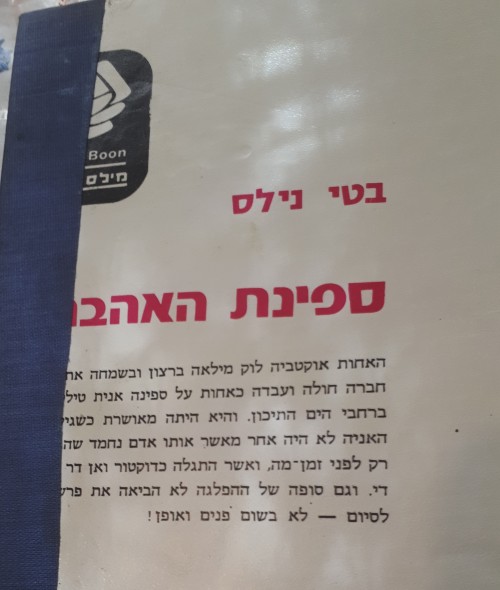 Boon
מילס
בטי נילס
ספינת האהב
האחות אוקטביה לוק מילאה ברצון ובשמחה את
חברה חולה ועבדה כאחות על ספינה אנית טיל
ברחבי הים התיכון. והיא היתה מאושרת כשגי
האניה לא היה אחר מאשר אותו אדם נחמד שה
רק לפני זמן־מה, ואשר התגלה כדוקטור ואן דר
די. וגם סופה של ההפלגה לא הביאה את פרש
לסיום — לא בשום פנים ואופן!